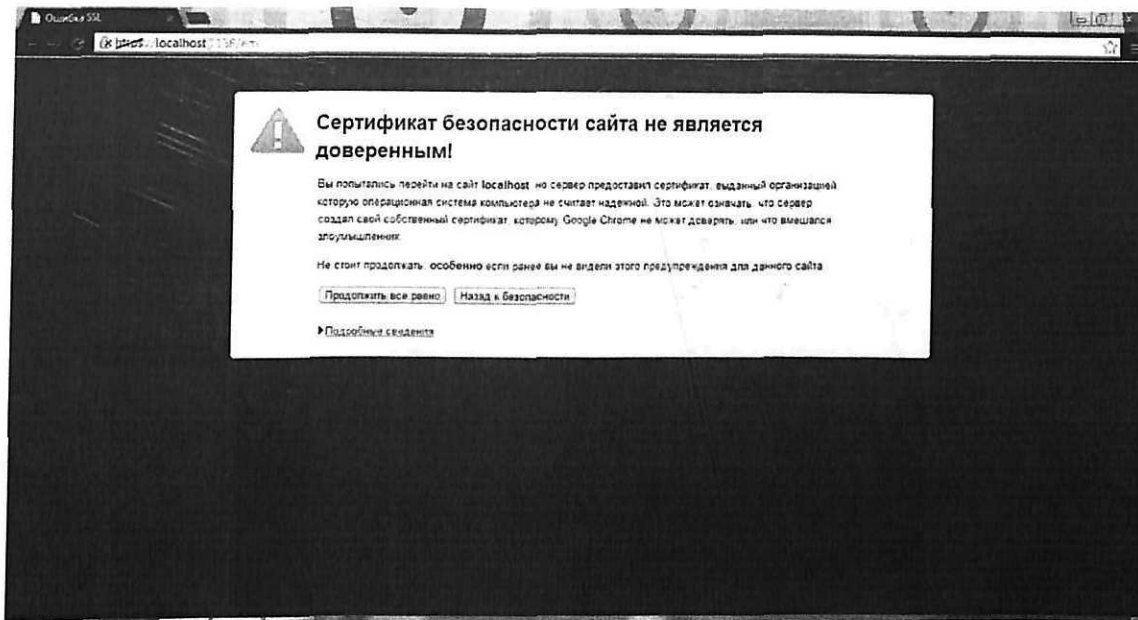 Ошибка SSL
https://localhost
Сертификат безопасности сайта не является
доверенным!
Вы попытались перейти на сайт localhost, но сервер предоставил сертификат, выданный организацией,
которую операционная система компьютера не считает надежной. Это может означать, что сервер
создал свой собственный сертификат, которому Google Chrome не может доверять, или что вмешался
злоумышленник.
Не стоит продолжать, особенно если ранее вы не видели этого предупреждения для данного сайта.
Продолжить все равно Назад к безопасности
Подробные сведения